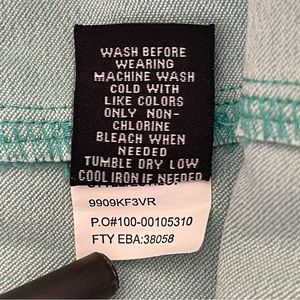 WASH BEFORE
WEARING
MACHINE WASH
COLD WITH
LIKE COLORS
ONLY NON-
CHLORINE
BLEACH WHEN
NEEDED
TUMBLE DRY LOW
COOL IRON IF NEEDED
9909KF3VR
P.O#100-00105310
FTY EBA:38058